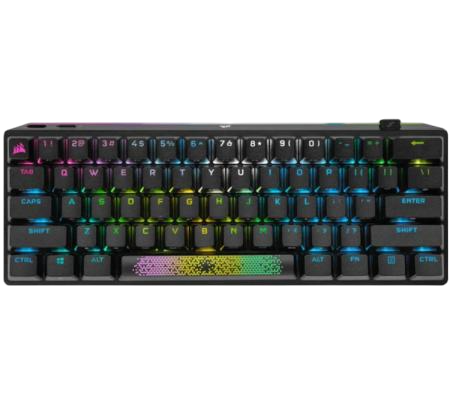 1! 2@ 3# 4$ 5% 6^ 7& 8* 9( 0)
TAB Q W E R T Y U I O P
CAPS A S D F G H J K L ENTER
SHIFT Z X C V B N M SHIFT
CTRL ALT ALT FN CTRL